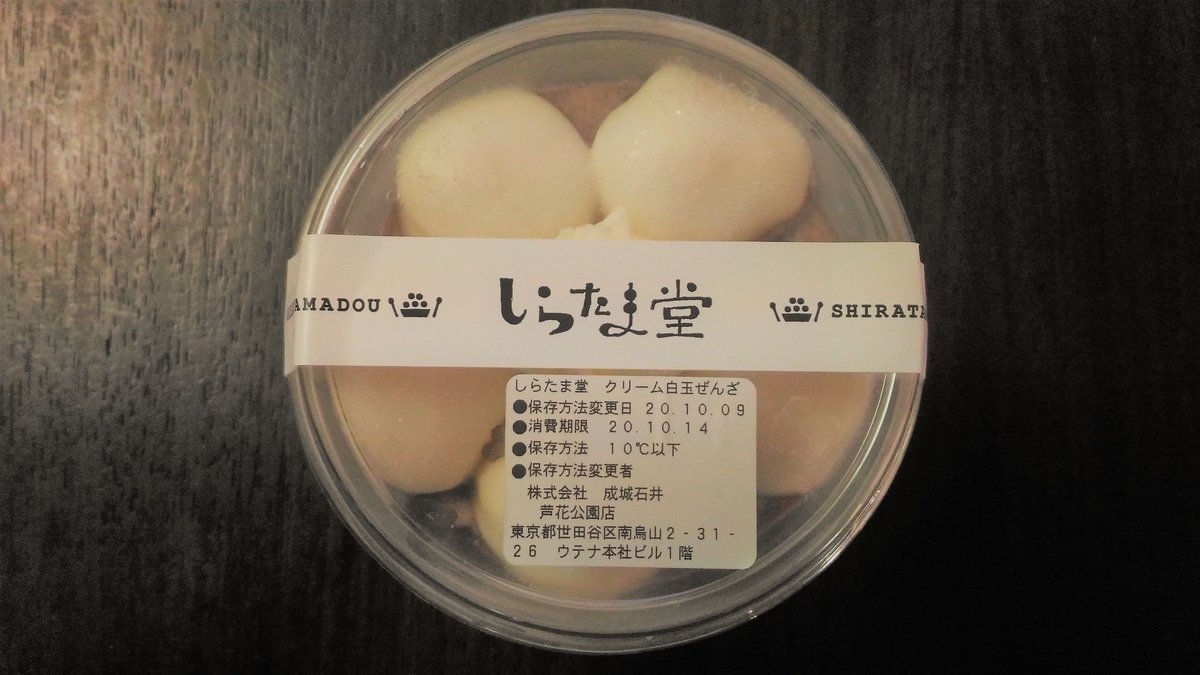 AMADOU しらたま堂 SHIRATA
しらたま堂 クリーム白玉ぜんざ
●保存方法変更日 20.10.09
●消費期限 20.10.14
●保存方法 10℃以下
●保存方法変更者
株式会社 成城石井
芦花公園店
東京都世田谷区南烏山2-31-
26 ウテナ本社ビル1階